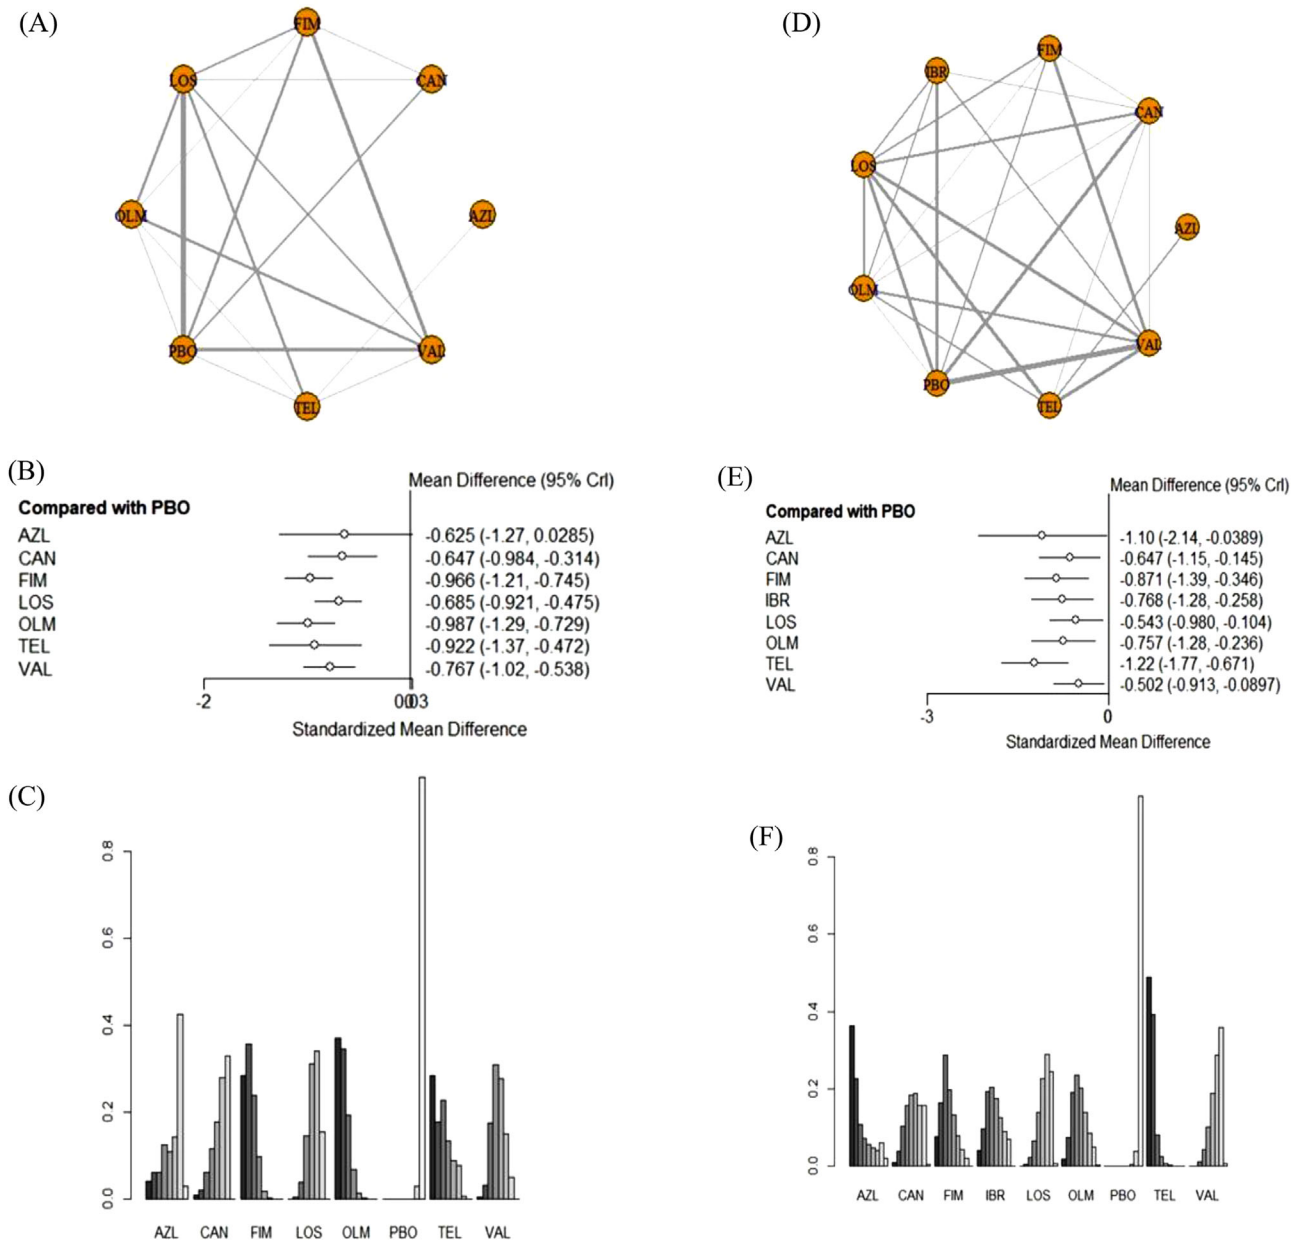 (A)
FIM
LOS
CAN
OLM
AZL
PBO
VAL
TEL
(B)
Mean Difference (95% CrI)
Compared with PBO
AZL -0.625 (-1.27, 0.0285)
CAN -0.647 (-0.984, -0.314)
FIM -0.966 (-1.21, -0.745)
LOS -0.685 (-0.921, -0.475)
OLM -0.987 (-1.29, -0.729)
TEL -0.922 (-1.37, -0.472)
VAL -0.767 (-1.02, -0.538)
-2 0 0.03
Standardized Mean Difference
(C)
0.8
0.6
0.4
0.2
0.0
AZL CAN FIM LOS OLM PBO TEL VAL
(D)
FIM
IBR
CAN
LOS
AZL
OLM
VAL
PBO
TEL
(E)
Mean Difference (95% CrI)
Compared with PBO
AZL -1.10 (-2.14, -0.0389)
CAN -0.647 (-1.15, -0.145)
FIM -0.871 (-1.39, -0.346)
IBR -0.768 (-1.28, -0.258)
LOS -0.543 (-0.980, -0.104)
OLM -0.757 (-1.28, -0.236)
TEL -1.22 (-1.77, -0.671)
VAL -0.502 (-0.913, -0.0897)
-3 0
Standardized Mean Difference
(F)
0.8
0.6
0.4
0.2
0.0
AZL CAN FIM IBR LOS OLM PBO TEL VAL